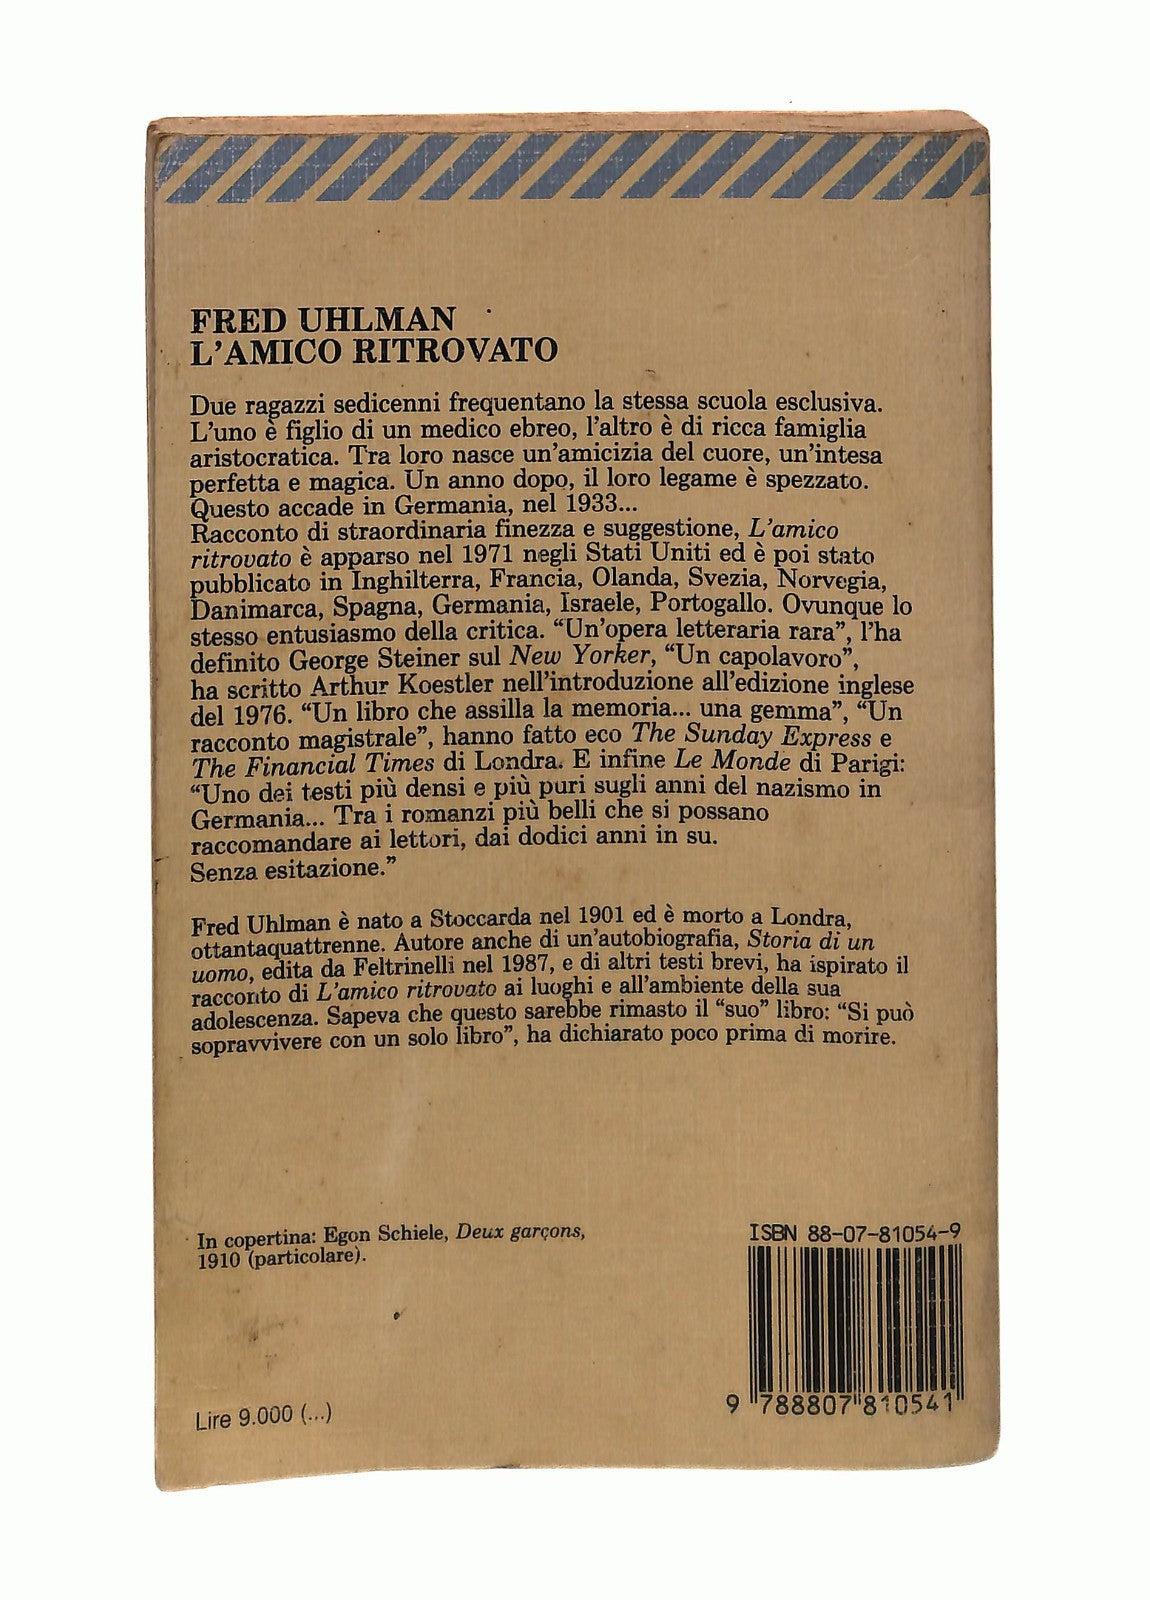 FRED UHLMAN
L'AMICO RITROVATO
Due ragazzi sedicenni frequentano la stessa scuola esclusiva.
L'uno è figlio di un medico ebreo, l'altro è di ricca famiglia
aristocratica. Tra loro nasce un'amicizia del cuore, un'intesa
perfetta e magica. Un anno dopo, il loro legame è spezzato.
Questo accade in Germania, nel 1933...
Racconto di straordinaria finezza e suggestione, L'amico
ritrovato è apparso nel 1971 negli Stati Uniti ed è poi stato
pubblicato in Inghilterra, Francia, Olanda, Svezia, Norvegia,
Danimarca, Spagna, Germania, Israele, Portogallo. Ovunque lo
stesso entusiasmo della critica. “Un'opera letteraria rara”, l'ha
definito George Steiner sul New Yorker, “Un capolavoro”,
ha scritto Arthur Koestler nell'introduzione all'edizione inglese
del 1976. “Un libro che assilla la memoria... una gemma”, “Un
racconto magistrale”, hanno fatto eco The Sunday Express e
The Financial Times di Londra. E infine Le Monde di Parigi:
“Uno dei testi più densi e più puri sugli anni del nazismo in
Germania... Tra i romanzi più belli che si possano
raccomandare ai lettori, dai dodici anni in su.
Senza esitazione.”
Fred Uhlman è nato a Stoccarda nel 1901 ed è morto a Londra,
ottantaquattrenne. Autore anche di un'autobiografia, Storia di un
uomo, edita da Feltrinelli nel 1987, e di altri testi brevi, ha ispirato il
racconto di L'amico ritrovato ai luoghi e all'ambiente della sua
adolescenza. Sapeva che questo sarebbe rimasto il “suo” libro: “Si può
sopravvivere con un solo libro”, ha dichiarato poco prima di morire.
In copertina: Egon Schiele, Deux garçons,
1910 (particolare).
ISBN 88-07-81054-9
9 788807 810541
Lire 9.000 (...)